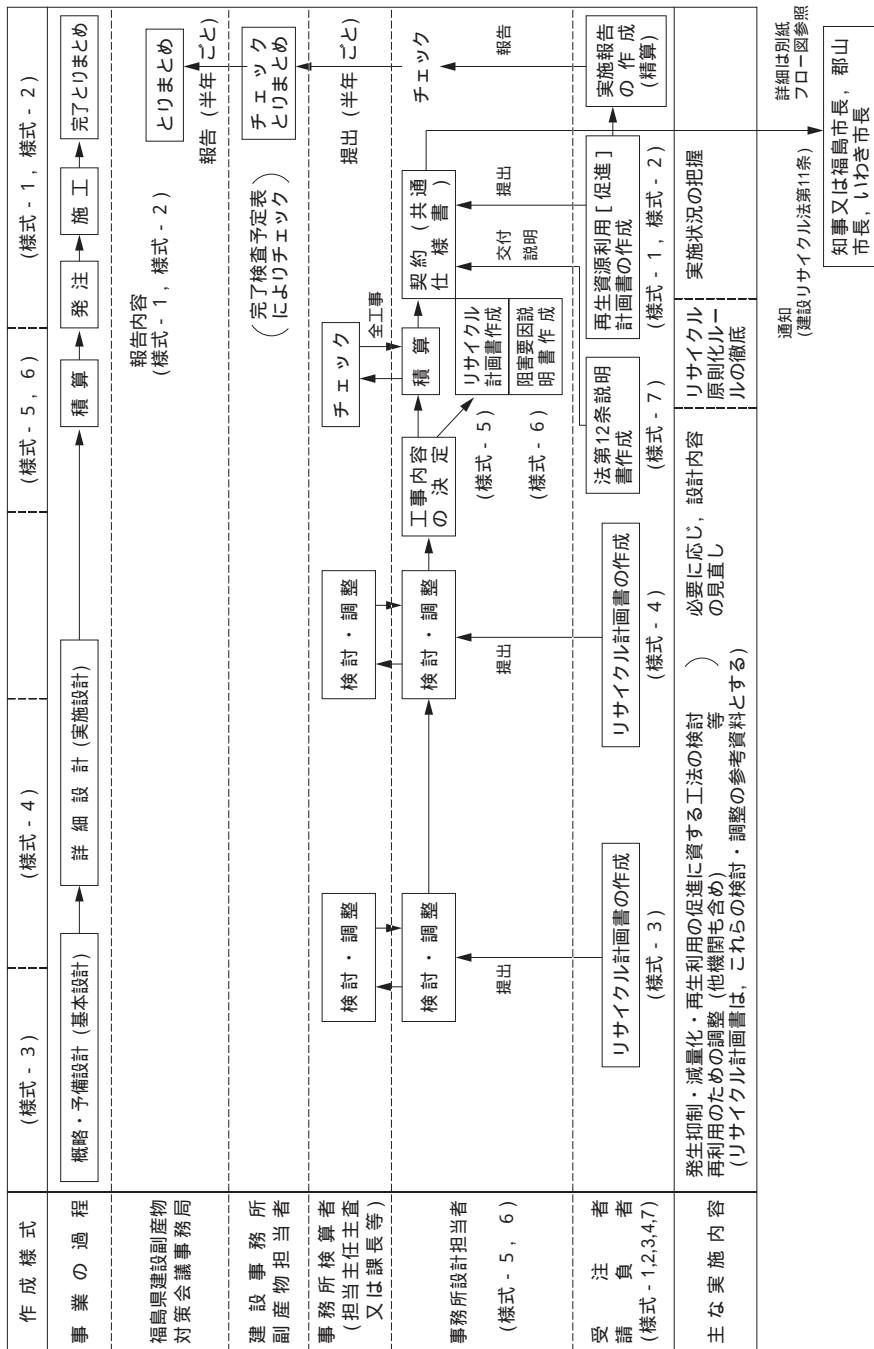 作成様式
(様式-3)
(様式-4)
(様式-5,6)
(様式-1,様式-2)
事業の過程
概略・予備設計(基本設計)
詳細設計(実施設計)
積算
発注
施工
完了とりまとめ
福島県建設副産物
対策会議事務局
報告内容
(様式-1,様式-2)
とりまとめ
報告(半年ごと)
建設事務所
副産物担当者
(完了検査予定表
によりチェック)
チェック
とりまとめ
提出(半年ごと)
事務所検算者
(担当主任主査
又は課長等)
検討・調整
検討・調整
チェック
全工事
事務所設計担当者
(様式-5,6)
検討・調整
提出
検討・調整
提出
工事内容
の決定
積算
(様式-5)
リサイクル
計画書作成
(様式-6)
阻害要因説
明書作成
契約(共通
仕様書)
交付
説明
提出
チェック
報告
受注者
請負者
(様式-1,2,3,4,7)
リサイクル計画書の作成
(様式-3)
リサイクル計画書の作成
(様式-4)
法第12条説明
書作成
(様式-7)
再生資源利用[促進]
計画書の作成
(様式-1,様式-2)
実施報告
の作成
(精算)
主な実施内容
発生抑制・減量化・再生利用の促進に資する工法の検討
再利用のための調整(他機関も含め)等
(リサイクル計画書は,これらの検討・調整の参考資料とする)
必要に応じ,設計内容
の見直し
リサイクル
原則化ルー
ルの徹底
実施状況の把握
通知
(建設リサイクル法第11条)
詳細は別紙
フロー図参照
知事又は福島市長,郡山
市長,いわき市長